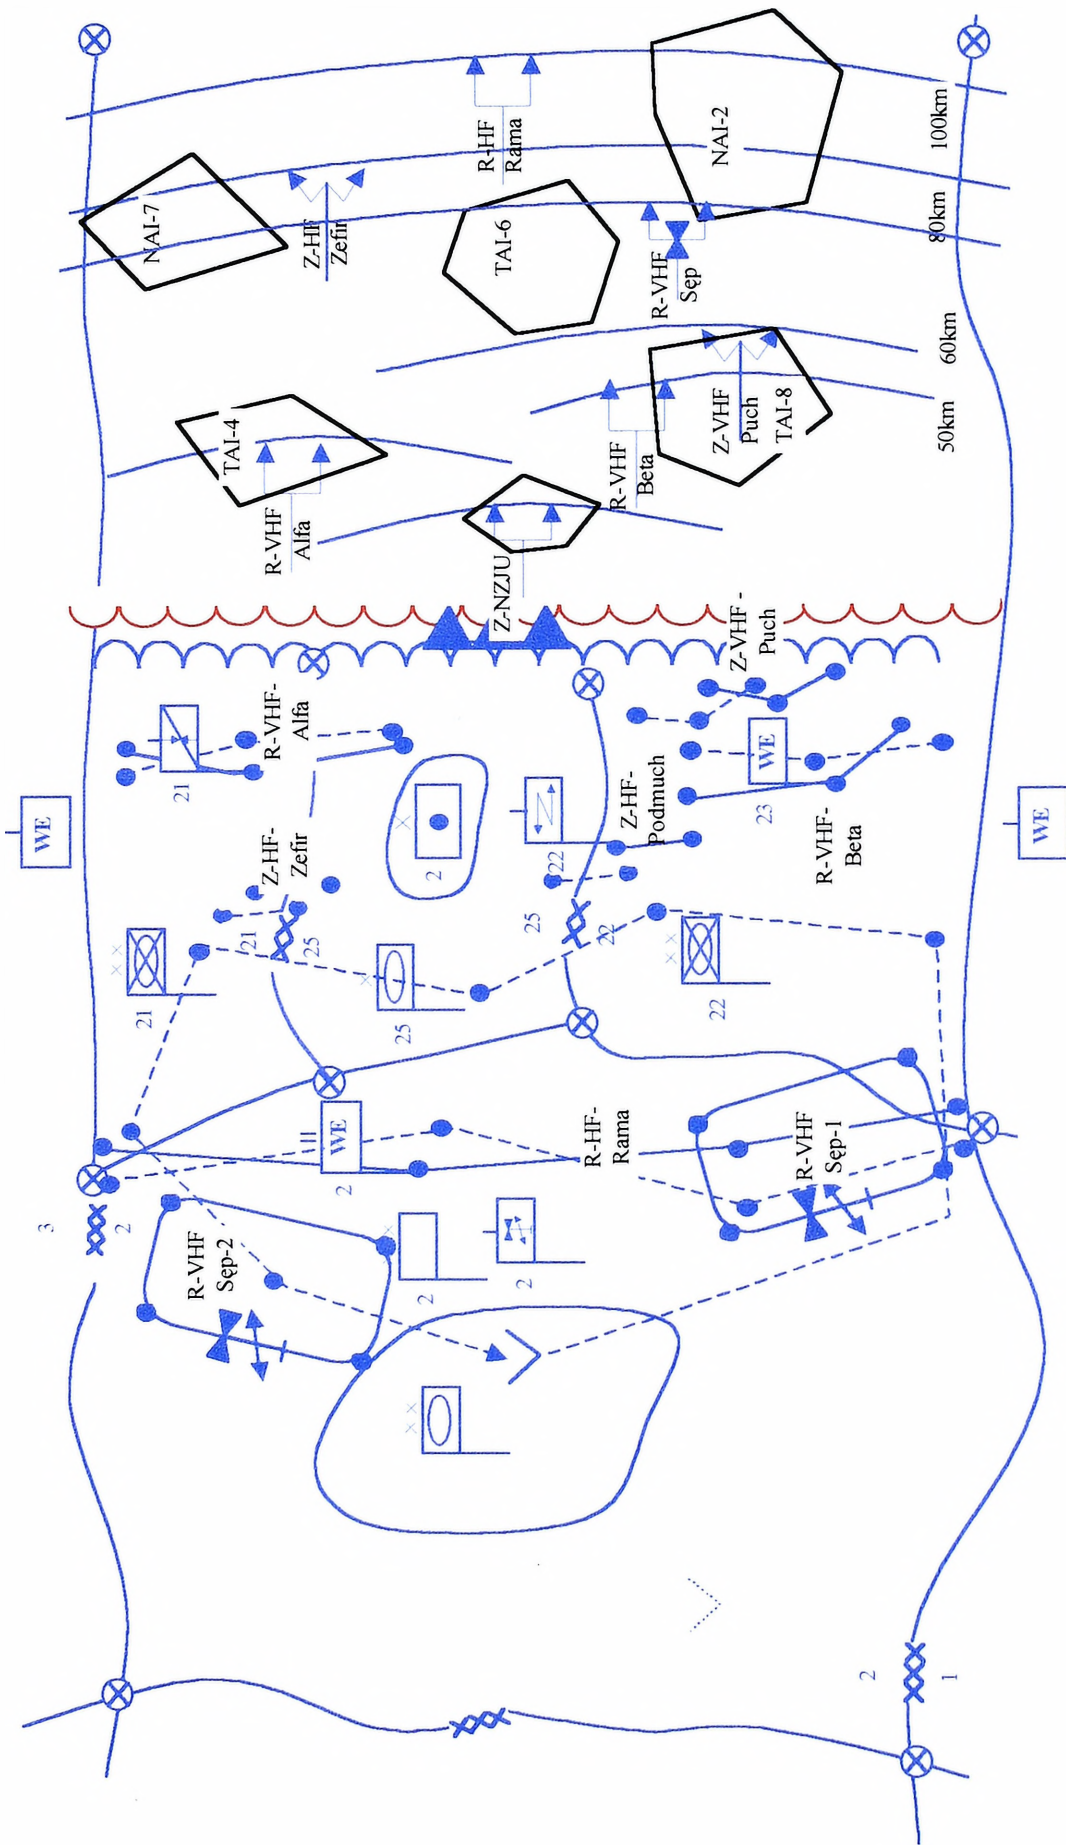 NAI-7
Z-HF
Zefir
R-HF
Rama
NAI-2
100km
TAI-6
R-VHF
Sęp
80km
60km
TAI-4
R-VHF
Alfa
R-VHF
Beta
Z-VHF
Puch
TAI-8
50km
Z-NZJU
Z-VHF -
Puch
21
R-VHF-
Alfa
WE
WE
Z-HF-
Zefir
2
22
Z-HF-
Podmuch
WE
23
R-VHF-
Beta
21
21
25
25
25
22
22
3
2
WE
2
R-HF-
Rama
R-VHF
Sęp-1
R-VHF
Sęp-2
2
2
2
1